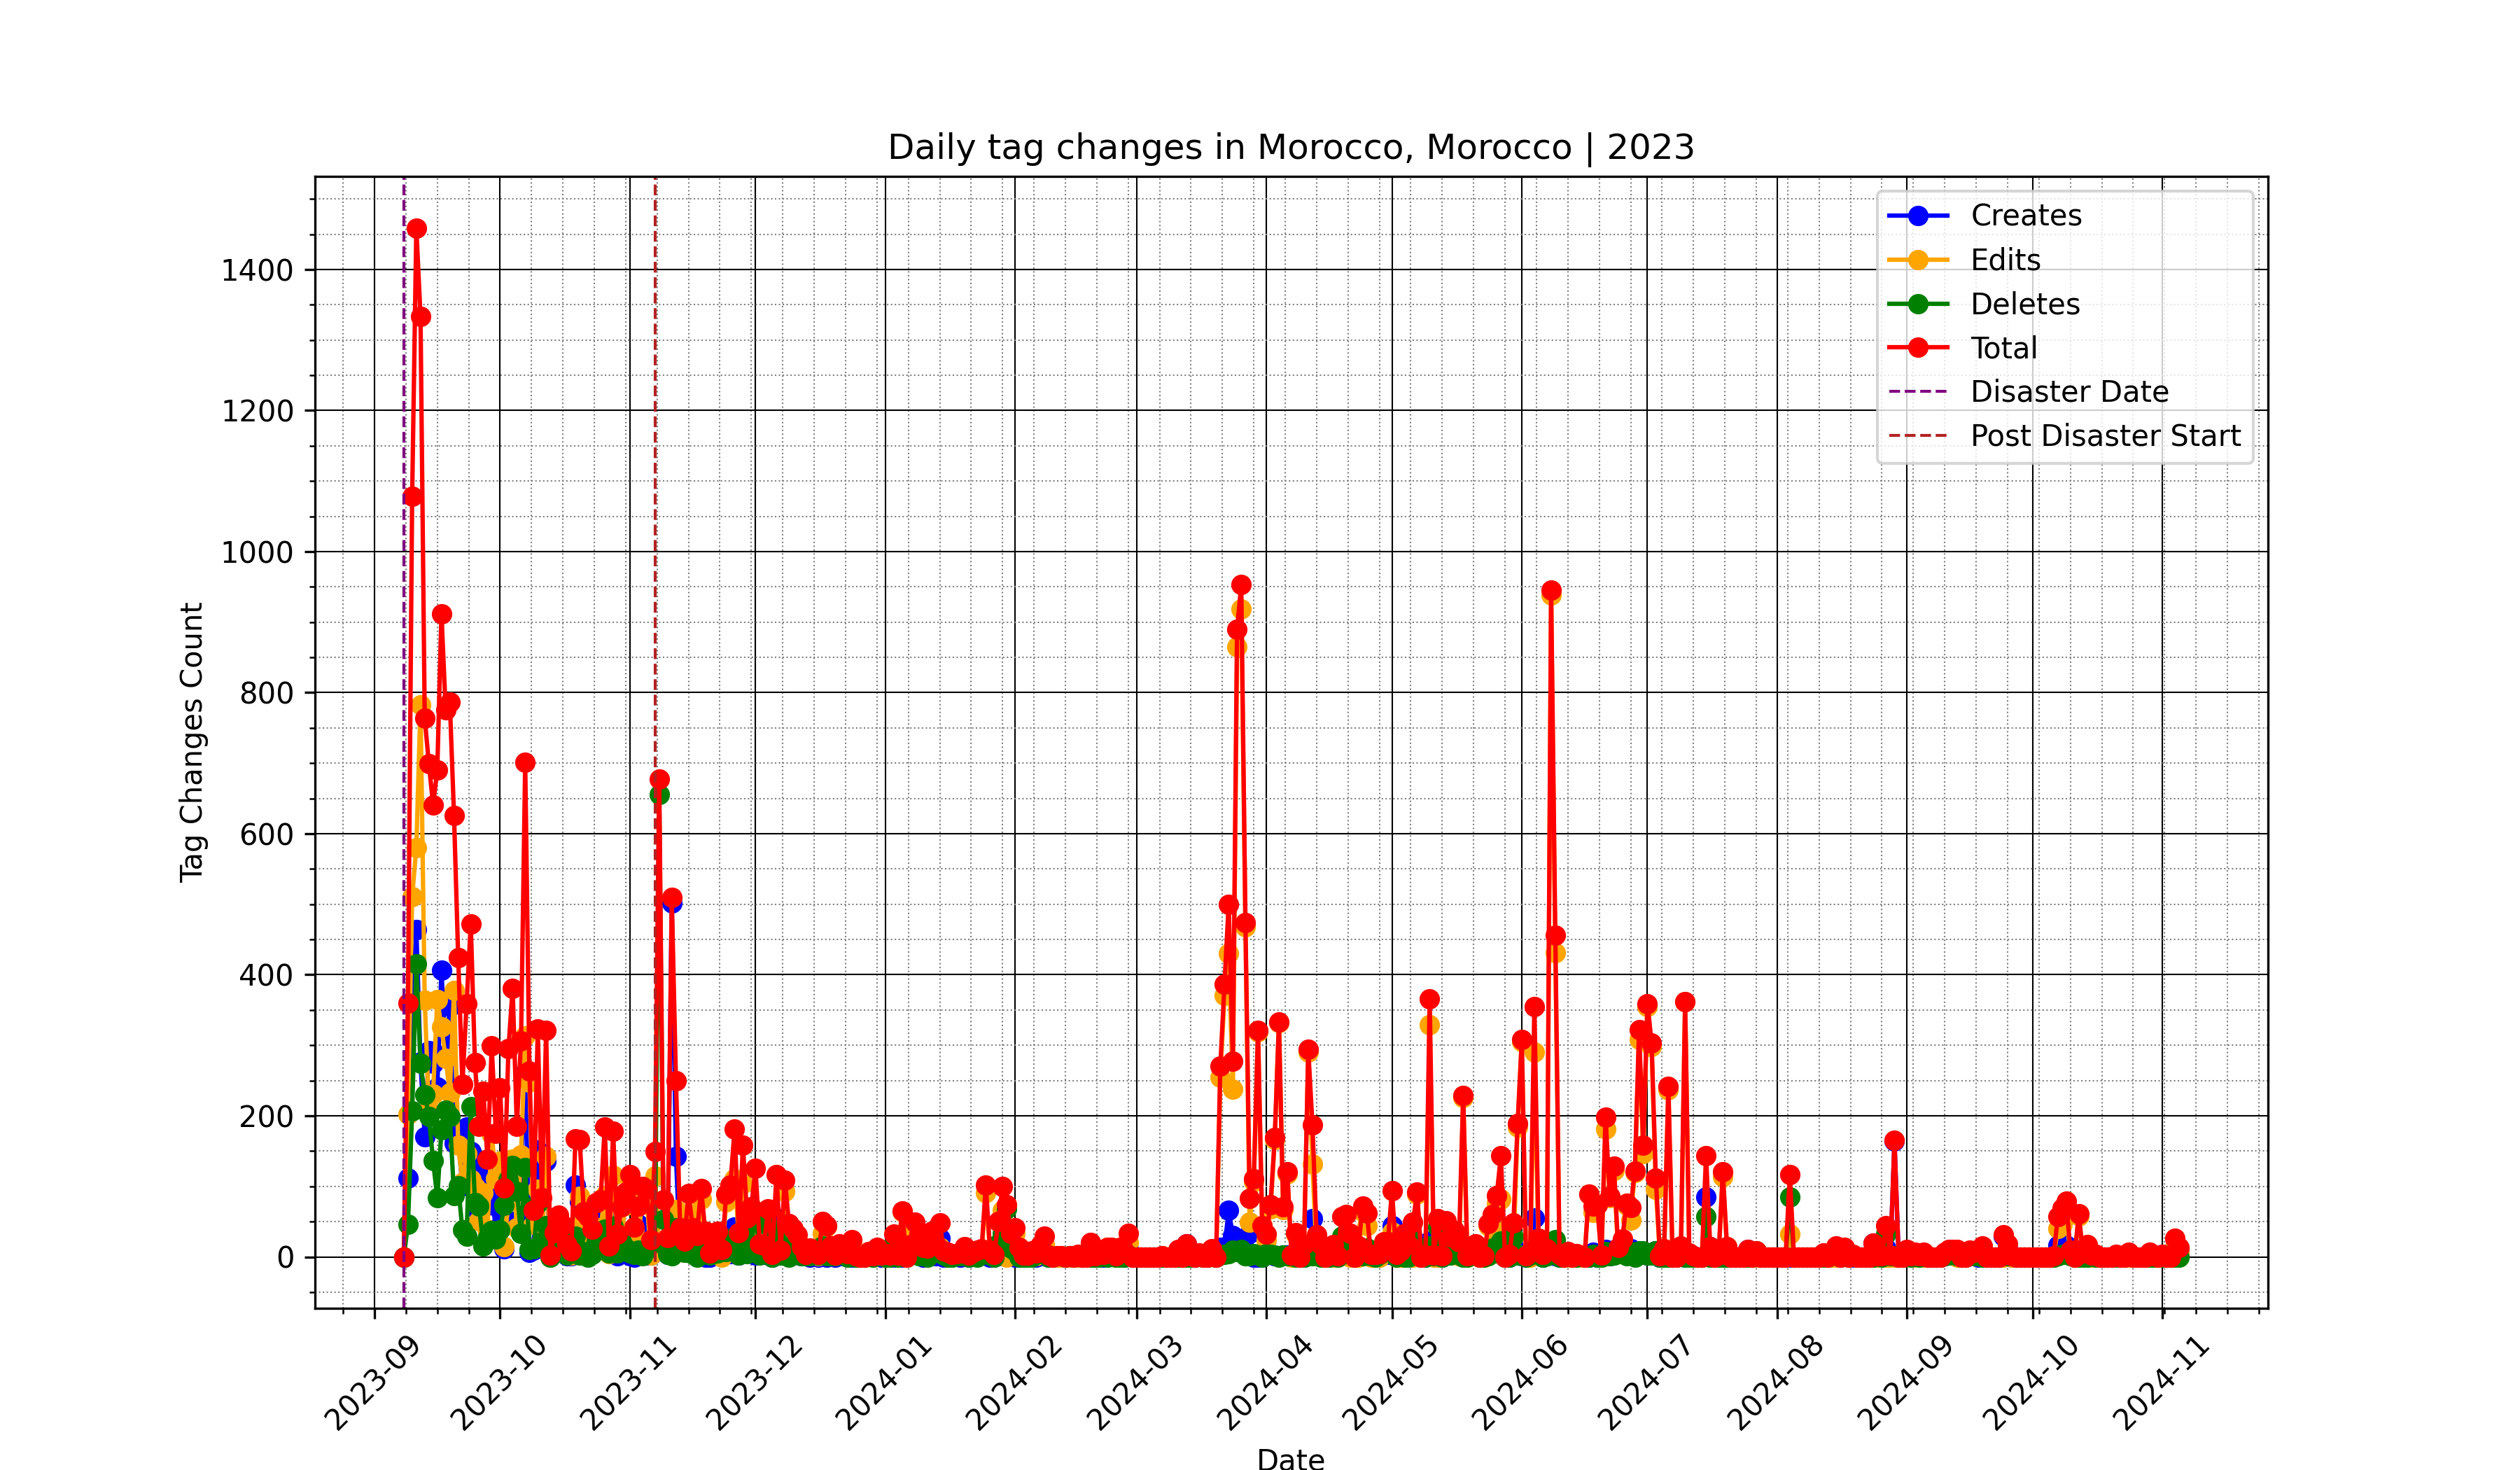 Daily tag changes in Morocco, Morocco | 2023
Creates
Edits
Deletes
Total
Disaster Date
Post Disaster Start
Tag Changes Count
1400
1200
1000
800
600
400
200
0
2023-09
2023-10
2023-11
2023-12
2024-01
2024-02
2024-03
2024-04
2024-05
2024-06
2024-07
2024-08
2024-09
2024-10
2024-11
Date